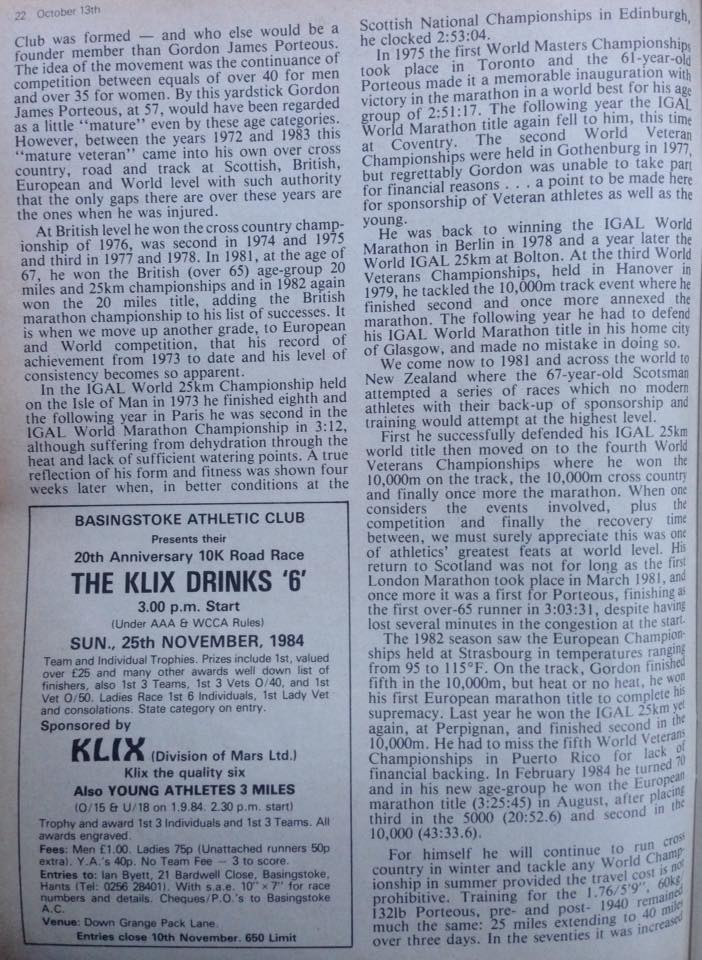 22 October 13th
Club was formed — and who else would be a
founder member than Gordon James Porteous.
The idea of the movement was the continuance of
competition between equals of over 40 for men
and over 35 for women. By this yardstick Gordon
James Porteous, at 57, would have been regarded
as a little “mature” even by these age categories.
However, between the years 1972 and 1983 this
“mature veteran” came into his own over cross
country, road and track at Scottish, British,
European and World level with such authority
that the only gaps there are over these years are
the ones when he was injured.
At British level he won the cross country champ-
ionship of 1976, was second in 1974 and 1975
and third in 1977 and 1978. In 1981, at the age of
67, he won the British (over 65) age-group 20
miles and 25km championships and in 1982 again
won the 20 miles title, adding the British
marathon championship to his list of successes. It
is when we move up another grade, to European
and World competition, that his record of
achievement from 1973 to date and his level of
consistency becomes so apparent.
In the IGAL World 25km Championship held
on the Isle of Man in 1973 he finished eighth and
the following year in Paris he was second in the
IGAL World Marathon Championship in 3:12,
although suffering from dehydration through the
heat and lack of sufficient watering points. A true
reflection of his form and fitness was shown four
weeks later when, in better conditions at the
Scottish National Championships in Edinburgh,
he clocked 2:53:04.
In 1975 the first World Masters Championships
took place in Toronto and the 61-year-old
Porteous made it a memorable inauguration with
victory in the marathon in a world best for his age
group of 2:51:17. The following year the IGAL
World Marathon title again fell to him, this time
at Coventry. The second World Veteran
Championships were held in Gothenburg in 1977,
but regrettably Gordon was unable to take part
for financial reasons . . . a point to be made here
for sponsorship of Veteran athletes as well as the
young.
He was back to winning the IGAL World
Marathon in Berlin in 1978 and a year later the
World IGAL 25km at Bolton. At the third World
Veterans Championships, held in Hanover in
1979, he tackled the 10,000m track event where he
finished second and once more annexed the
marathon. The following year he had to defend
his IGAL World Marathon title in his home city
of Glasgow, and made no mistake in doing so.
We come now to 1981 and across the world to
New Zealand where the 67-year-old Scotsman
attempted a series of races which no modern
athletes with their back-up of sponsorship and
training would attempt at the highest level.
First he successfully defended his IGAL 25km
world title then moved on to the fourth World
Veterans Championships where he won the
10,000m on the track, the 10,000m cross country
and finally once more the marathon. When one
considers the events involved, plus the
competition and finally the recovery time
between, we must surely appreciate this was one
of athletics’ greatest feats at world level. His
return to Scotland was not for long as the first
London Marathon took place in March 1981, and
once more it was a first for Porteous, finishing as
the first over-65 runner in 3:03:31, despite having
lost several minutes in the congestion at the start.
The 1982 season saw the European Champion-
ships held at Strasbourg in temperatures ranging
from 95 to 115°F. On the track, Gordon finished
fifth in the 10,000m, but heat or no heat, he won
his first European marathon title to complete his
supremacy. Last year he won the IGAL 25km yet
again, at Perpignan, and finished second in the
10,000m. He had to miss the fifth World Veterans
Championships in Puerto Rico for lack of
financial backing. In February 1984 he turned 70
and in his new age-group he won the European
marathon title (3:25:45) in August, after placing
third in the 5000 (20:52.6) and second in the
10,000 (43:33.6).
For himself he will continue to run cross
country in winter and tackle any World Champ-
ionship in summer provided the travel cost is not
prohibitive. Training for the 1.76/5'9", 60kg/
132lb Porteous, pre- and post- 1940 remained
much the same: 25 miles extending to 40 miles
over three days. In the seventies it was increased
BASINGSTOKE ATHLETIC CLUB
Presents their
20th Anniversary 10K Road Race
THE KLIX DRINKS ‘6’
3.00 p.m. Start
(Under AAA & WCCA Rules)
SUN., 25th NOVEMBER, 1984
Team and Individual Trophies. Prizes include 1st, valued
over £25 and many other awards well down list of
finishers, also 1st 3 Teams, 1st 3 Vets O/40, and 1st
Vet O/50. Ladies Race 1st 6 Individuals, 1st Lady Vet
and consolations. State category on entry.
Sponsored by
KLIX (Division of Mars Ltd.)
Klix the quality six
Also YOUNG ATHLETES 3 MILES
(O/15 & U/18 on 1.9.84. 2.30 p.m. start)
Trophy and award 1st 3 Individuals and 1st 3 Teams. All
awards engraved.
Fees: Men £1.00. Ladies 75p (Unattached runners 50p
extra). Y.A.'s 40p. No Team Fee — 3 to score.
Entries to: Ian Byett, 21 Bardwell Close, Basingstoke,
Hants (Tel: 0256 28401). With s.a.e. 10" × 7" for race
numbers and details. Cheques/P.O.'s to Basingstoke
A.C.
Venue: Down Grange Pack Lane.
Entries close 10th November. 650 Limit